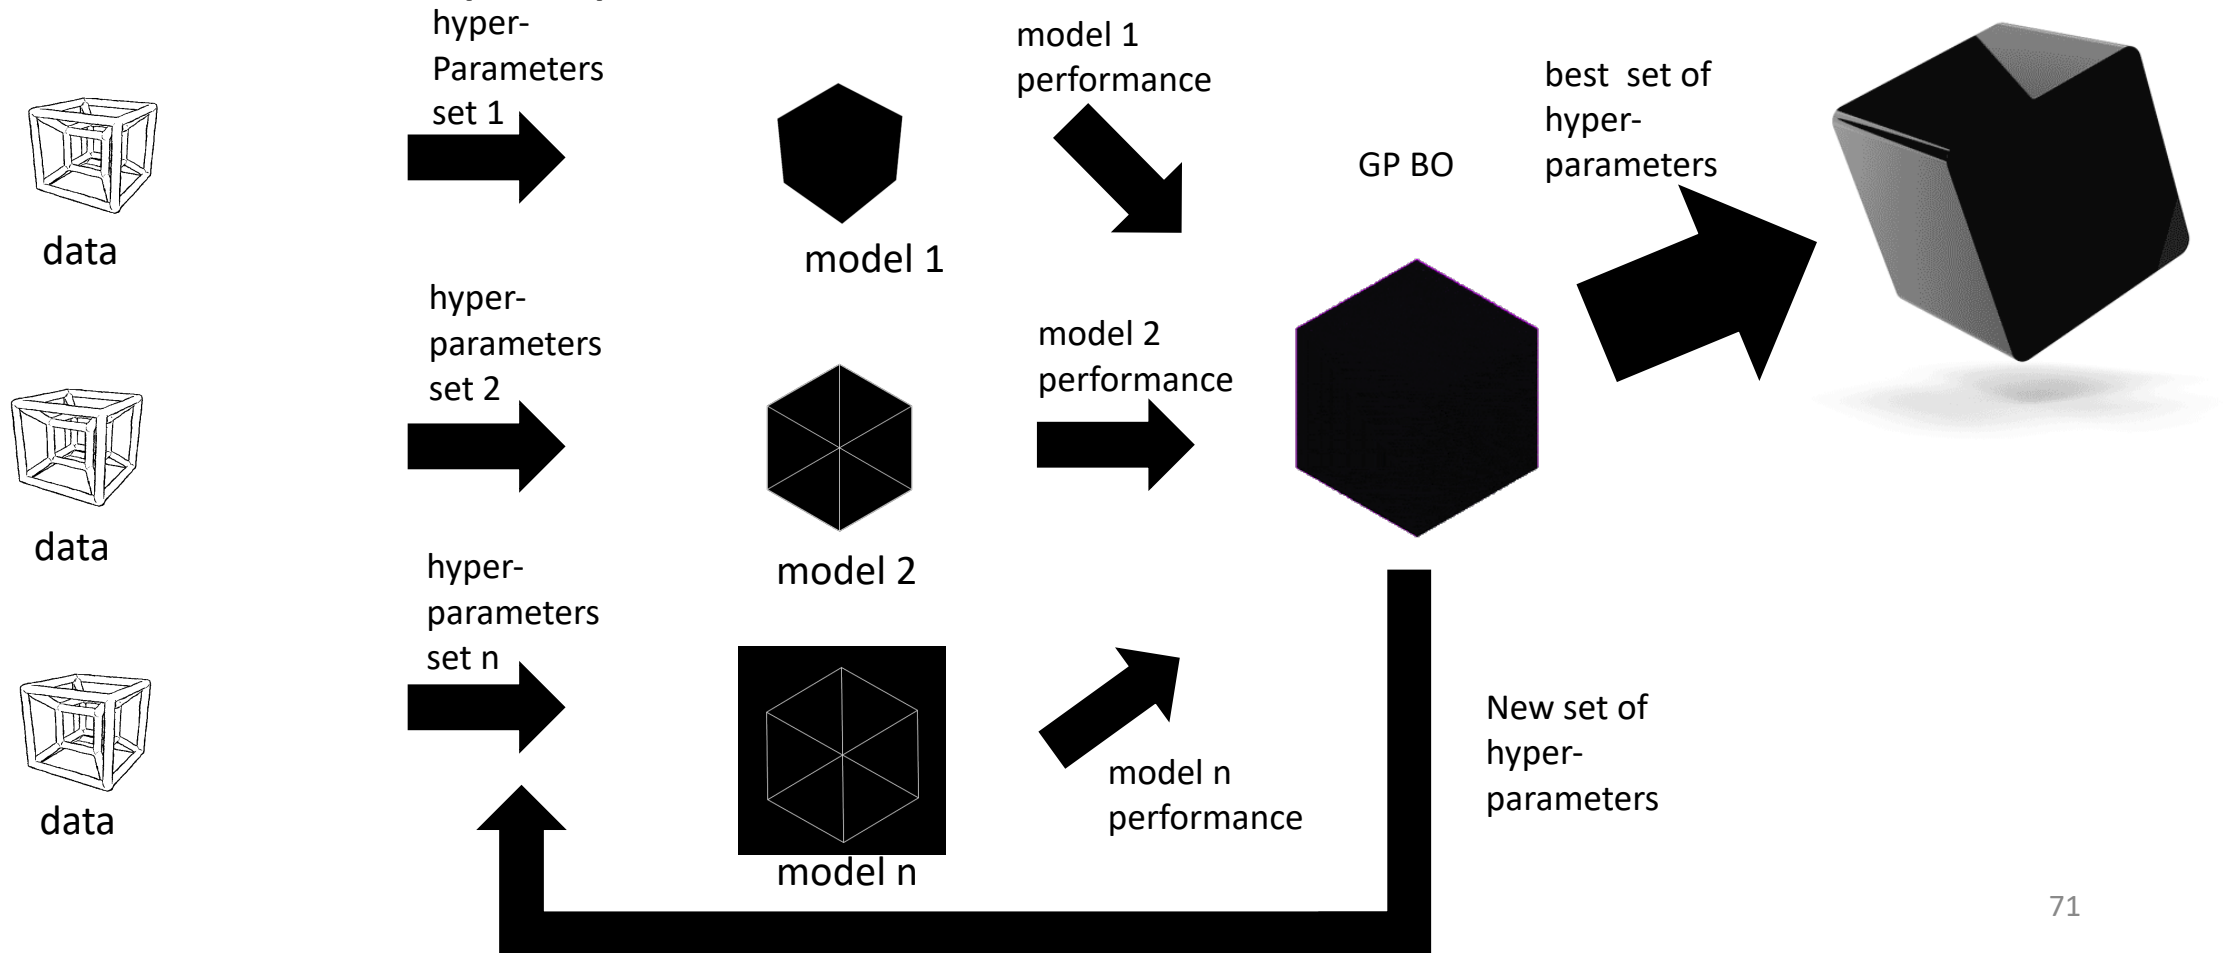 hyper-
Parameters
set 1
data
model 1
model 1
performance
GP BO
best set of
hyper-
parameters
hyper-
parameters
set 2
data
model 2
model 2
performance
hyper-
parameters
set n
data
model n
model n
performance
New set of
hyper-
parameters
71